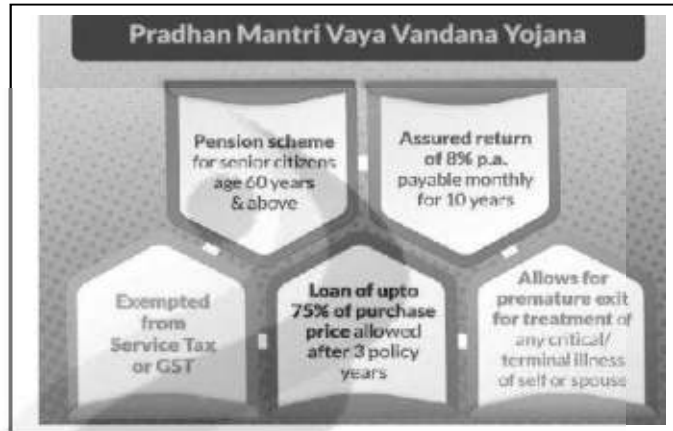 Pradhan Mantri Vaya Vandana Yojana
Pension scheme
for senior citizens
age 60 years
& above
Assured return
of 8% p.a.
payable monthly
for 10 years
Exempted
from
Service Tax
or GST
Loan of upto
75% of purchase
price allowed
after 3 policy
years
Allows for
premature exit
for treatment of
any critical/
terminal illness
of self or spouse